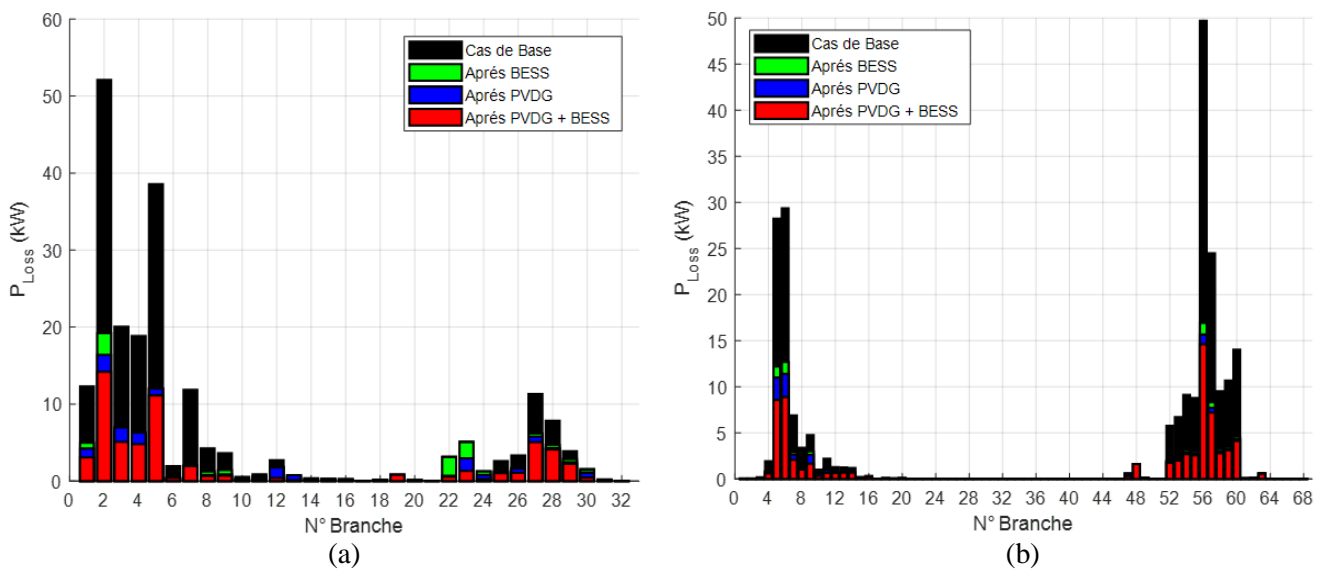 60
50
40
30
20
10
0
P_Loss (kW)
Cas de Base
Aprés BESS
Aprés PVDG
Aprés PVDG + BESS
0 2 4 6 8 10 12 14 16 18 20 22 24 26 28 30 32
N° Branche
(a)
50
45
40
35
30
25
20
15
10
5
0
P_Loss (kW)
Cas de Base
Aprés BESS
Aprés PVDG
Aprés PVDG + BESS
0 4 8 12 16 20 24 28 32 36 40 44 48 52 56 60 64 68
N° Branche
(b)